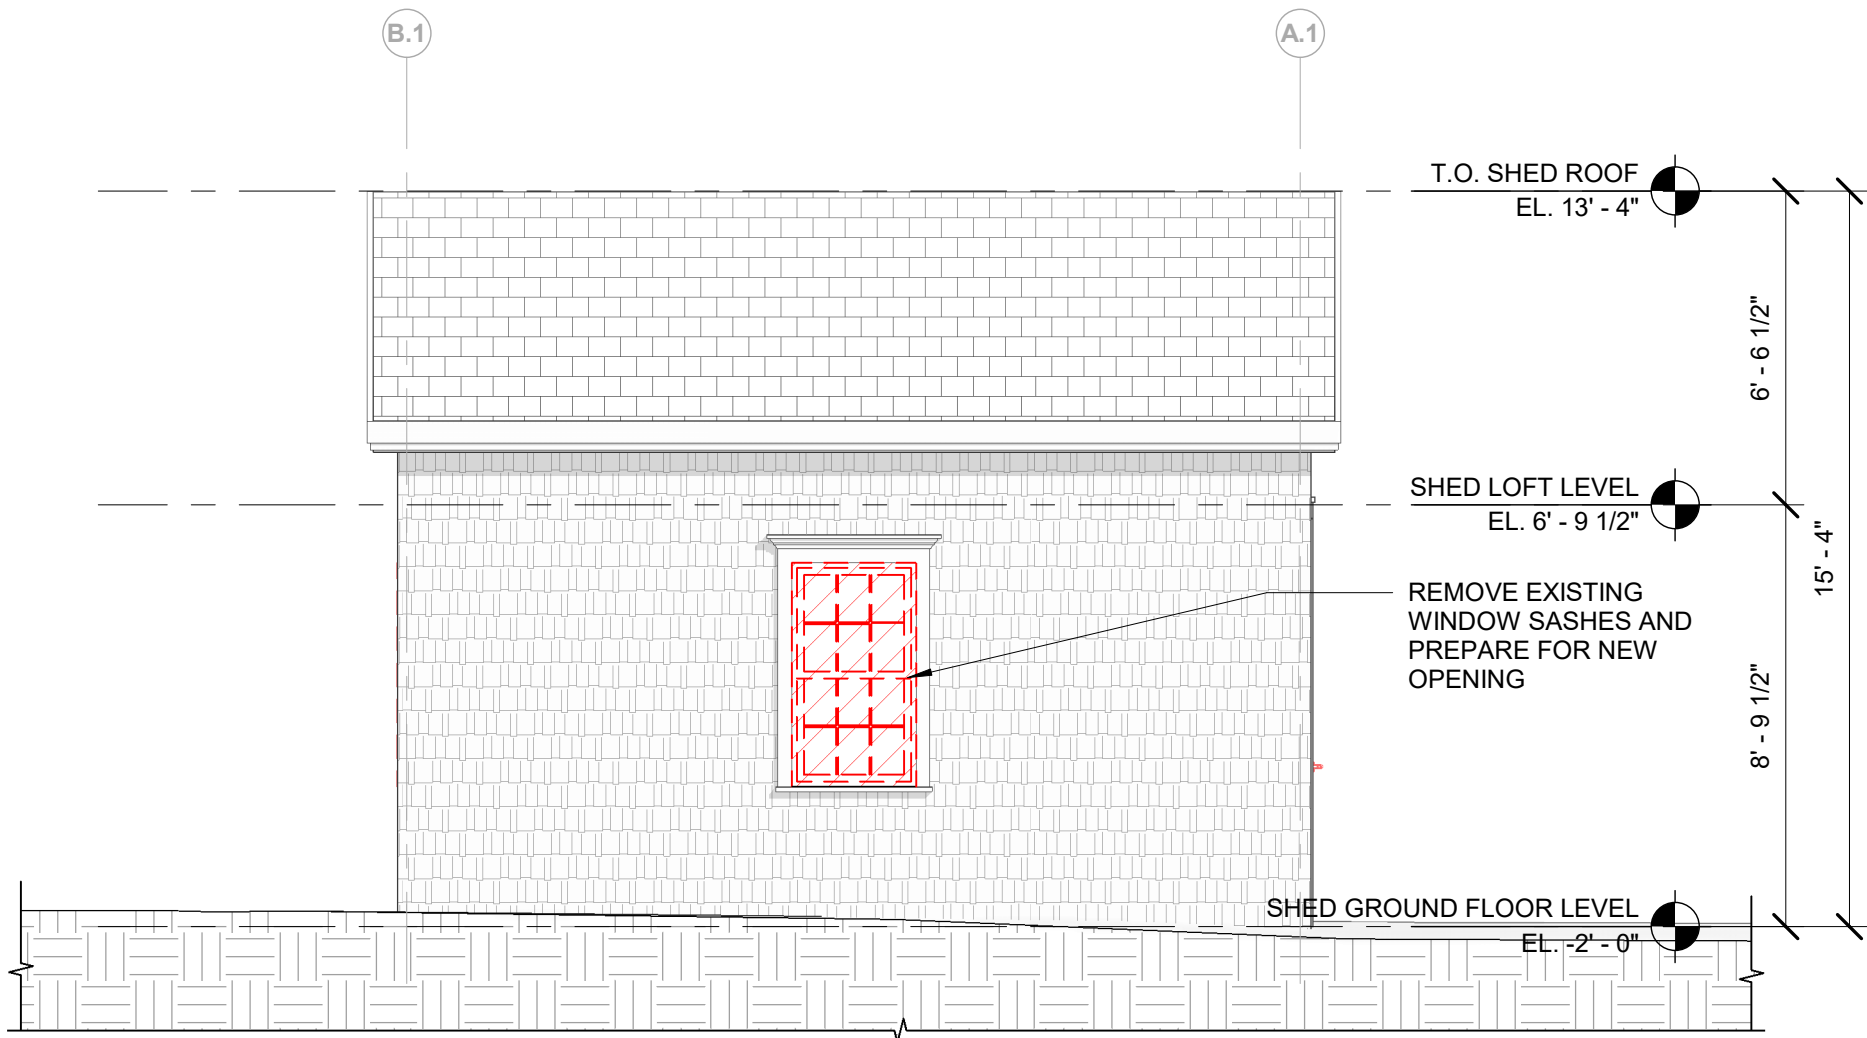 B.1
A.1
T.O. SHED ROOF
EL. 13' - 4"
6' - 6 1/2"
SHED LOFT LEVEL
EL. 6' - 9 1/2"
15' - 4"
REMOVE EXISTING
WINDOW SASHES AND
PREPARE FOR NEW
OPENING
8' - 9 1/2"
SHED GROUND FLOOR LEVEL
EL. -2' - 0"